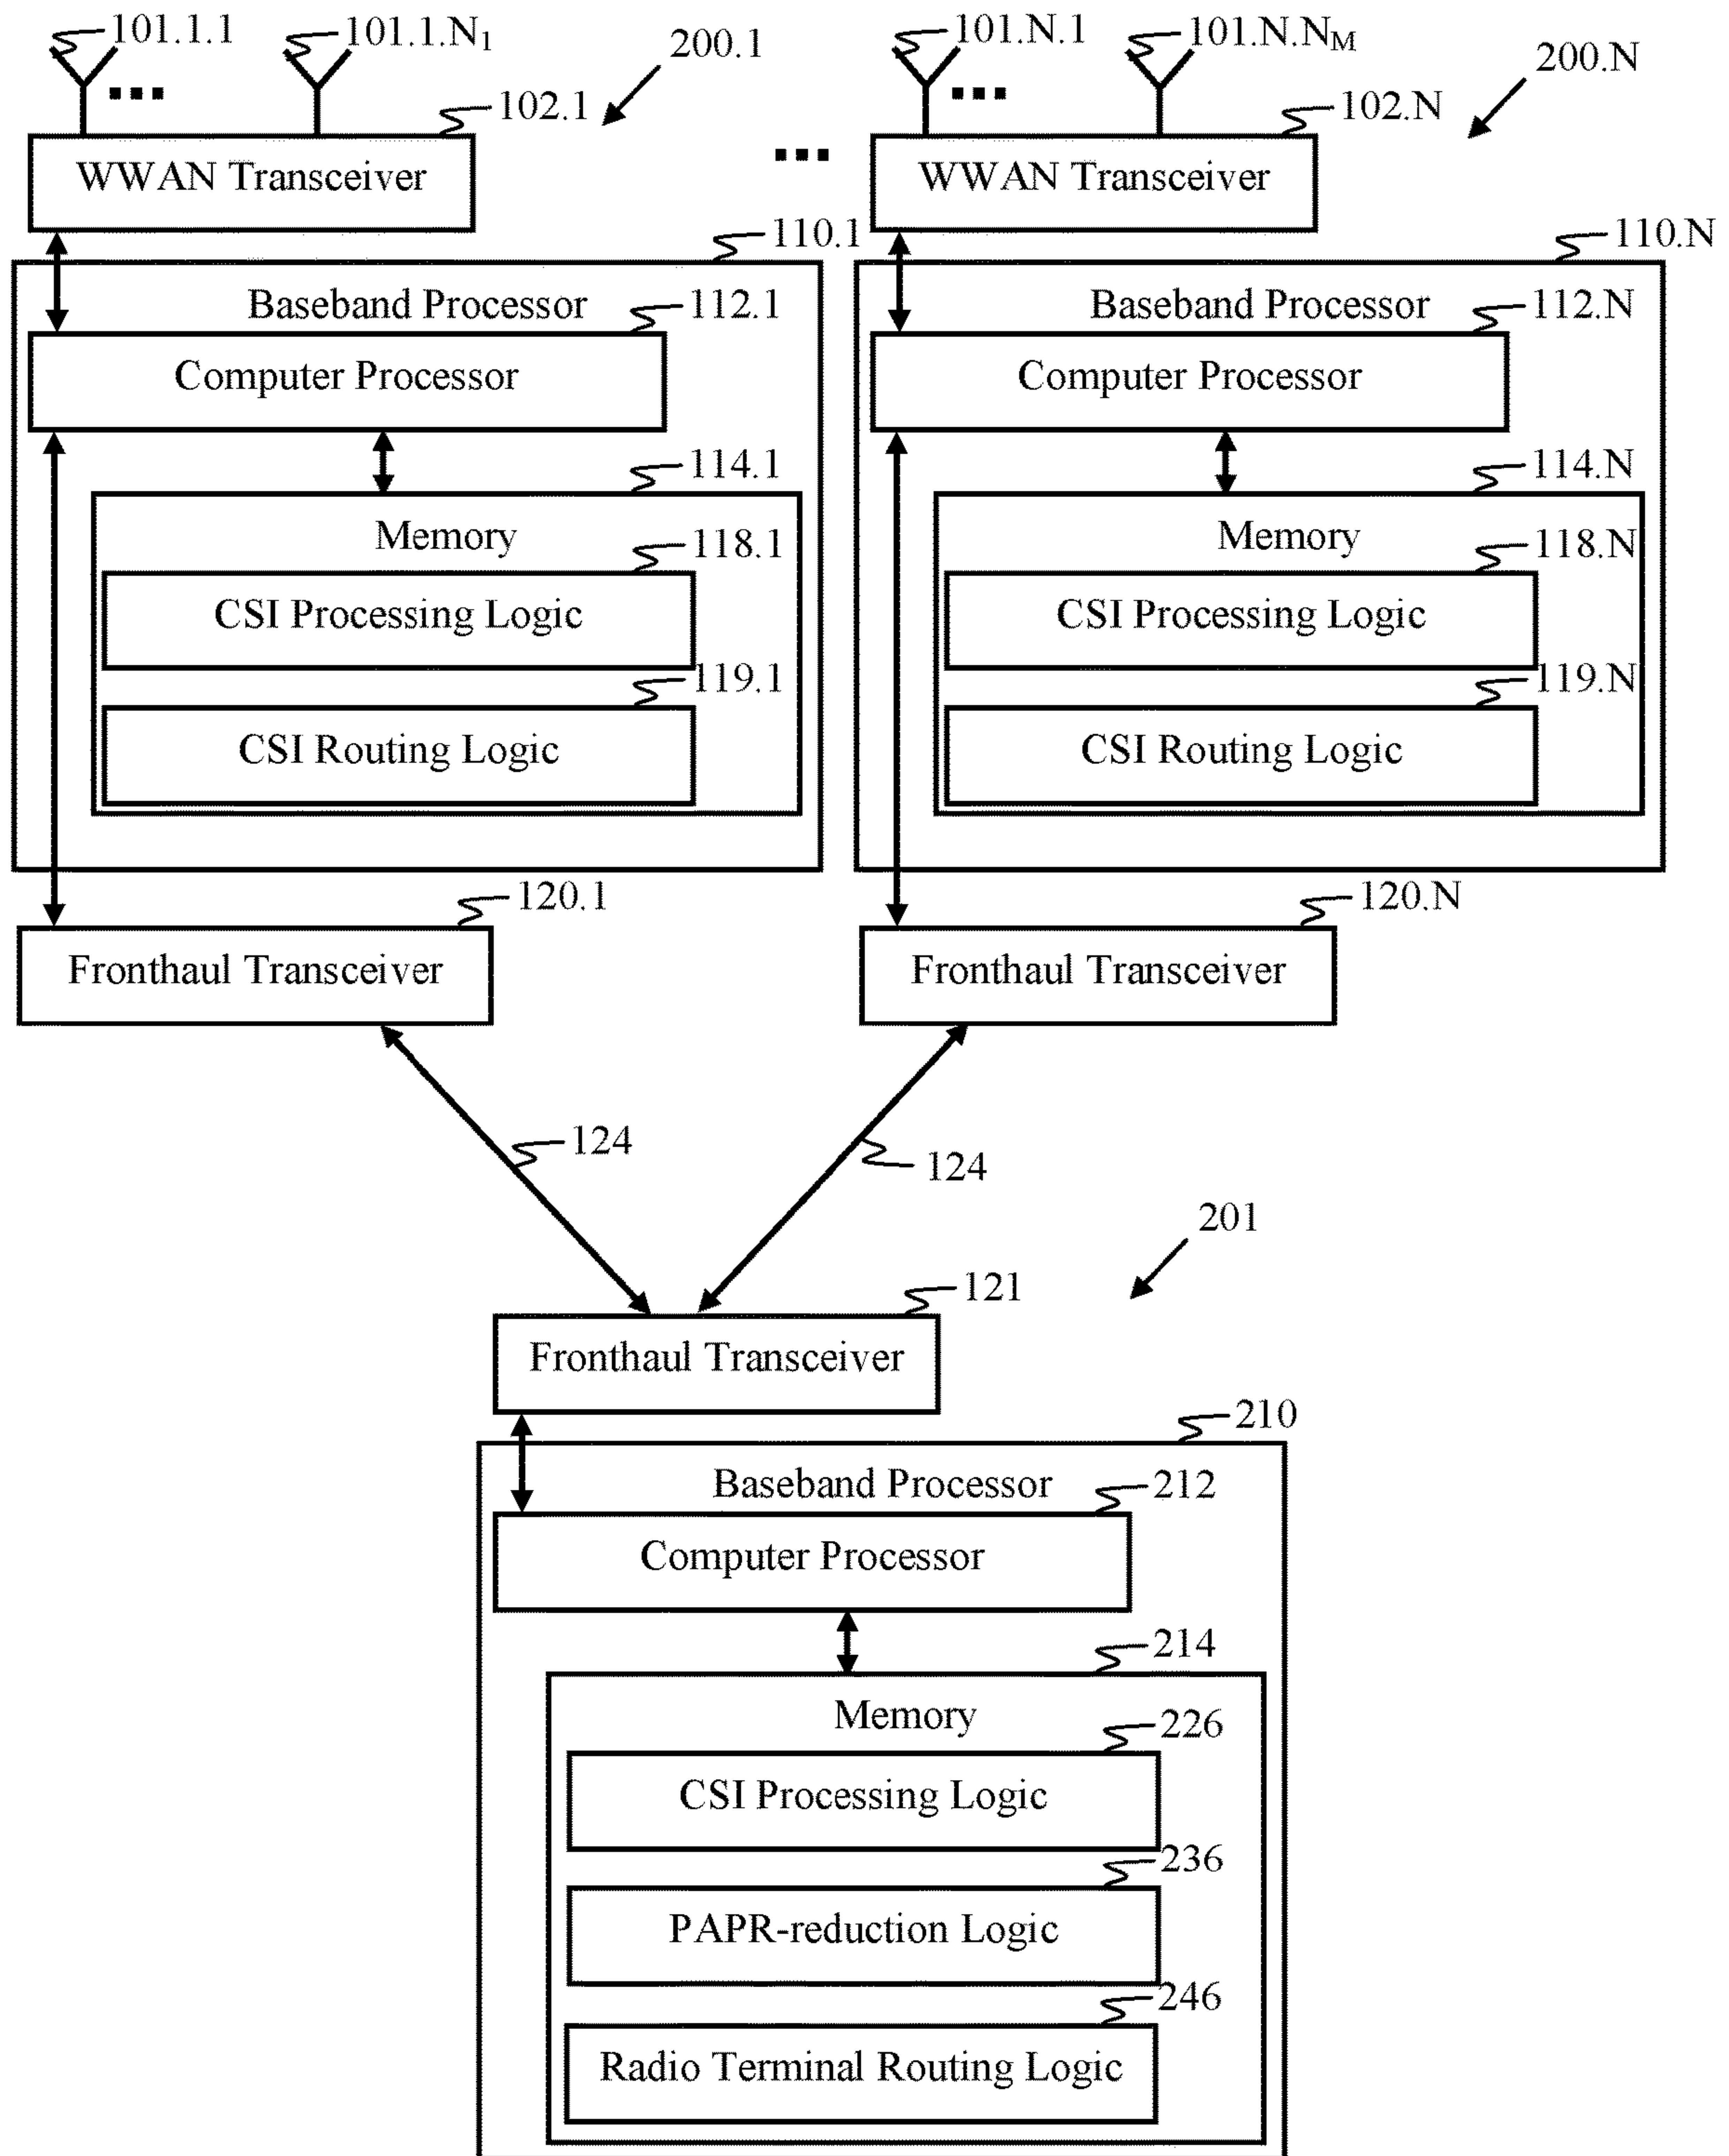 101.1.1 101.1.N₁ 200.1 101.N.1 101.N.N_M 200.N
...
...
102.1 102.N
WWAN Transceiver ... WWAN Transceiver
110.1 110.N
Baseband Processor Baseband Processor
112.1 112.N
Computer Processor Computer Processor
114.1 114.N
Memory Memory
118.1 118.N
CSI Processing Logic CSI Processing Logic
119.1 119.N
CSI Routing Logic CSI Routing Logic
120.1 120.N
Fronthaul Transceiver Fronthaul Transceiver
124 124
201
121
Fronthaul Transceiver
210
Baseband Processor
212
Computer Processor
214
Memory
226
CSI Processing Logic
236
PAPR-reduction Logic
246
Radio Terminal Routing Logic